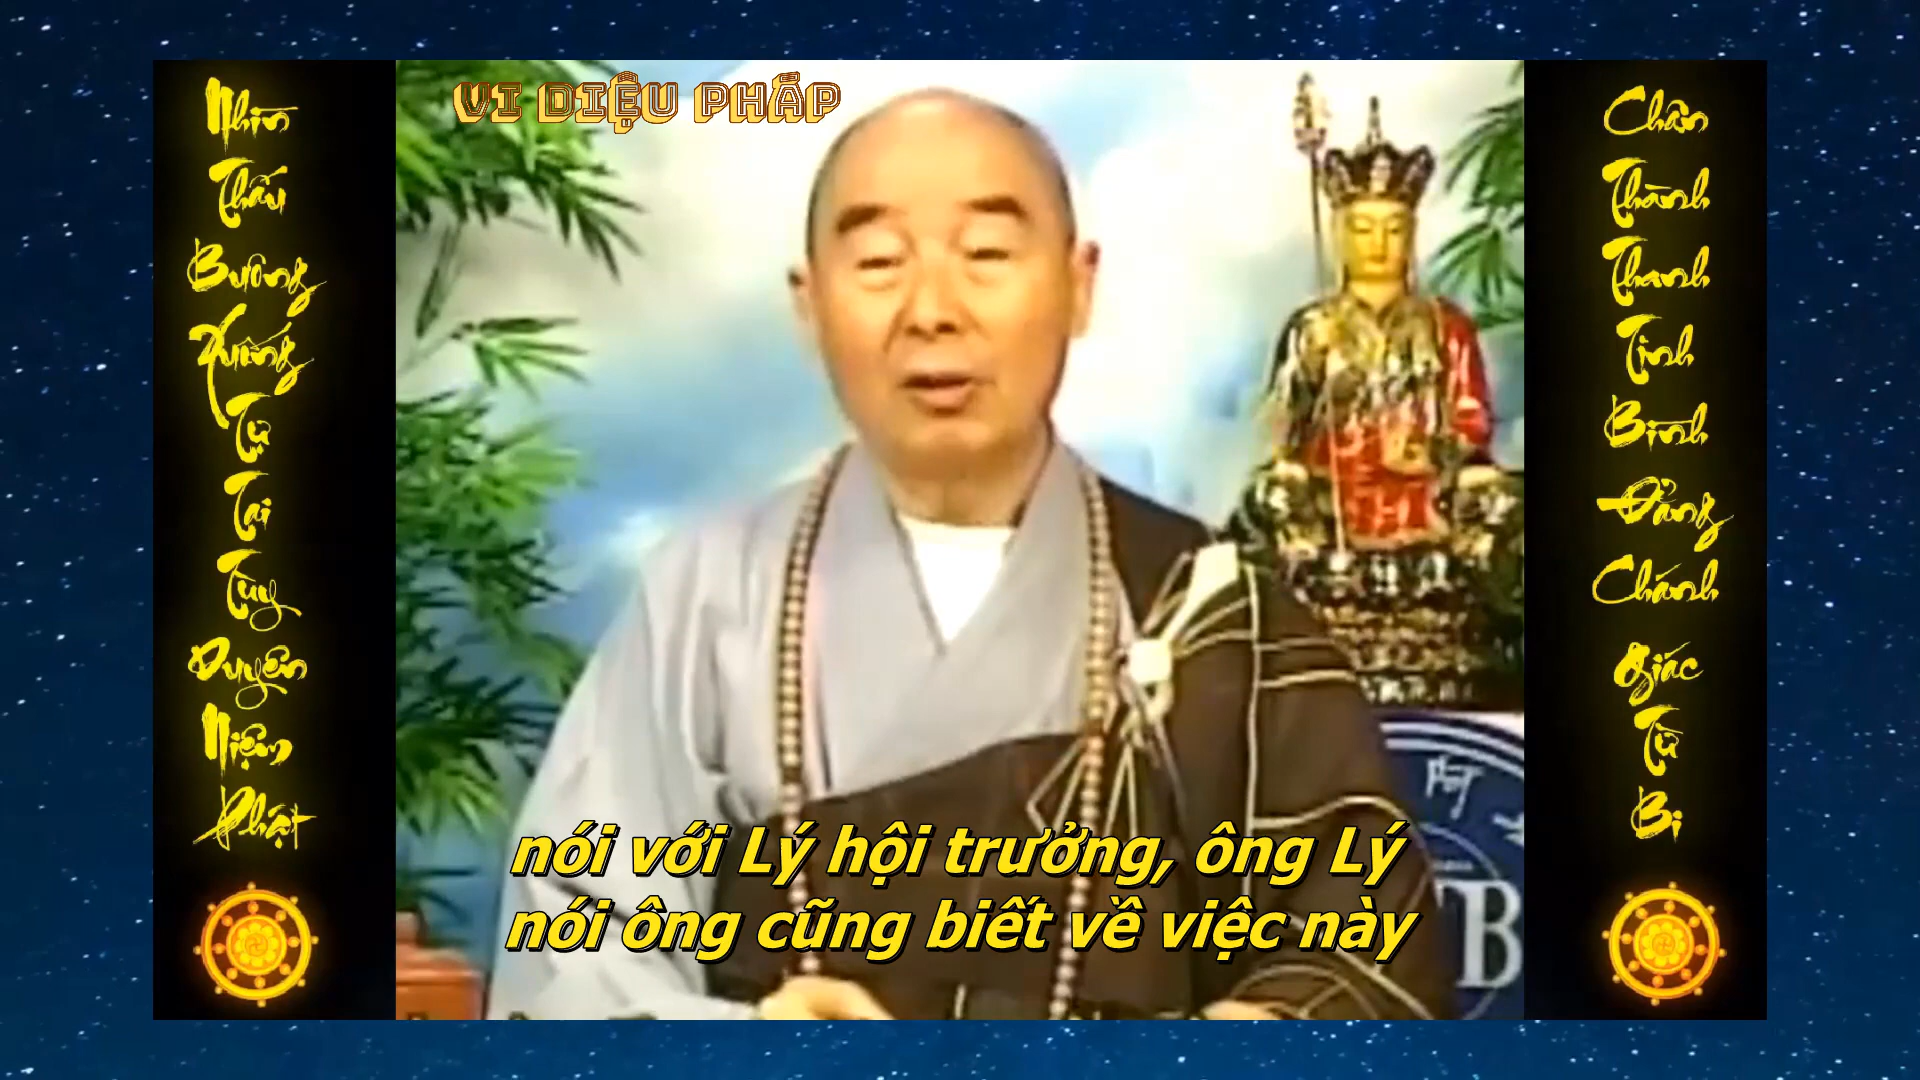 VI DIỆU PHÁP
Nhìn
Thấu
Buông
Xuống
Tự
Tại
Tùy
Duyên
Niệm
Phật
Chân
Thành
Thanh
Tịnh
Bình
Đẳng
Chánh
Giác
Từ
Bi
nói với Lý hội trưởng, ông Lý
nói ông cũng biết về việc này
TB